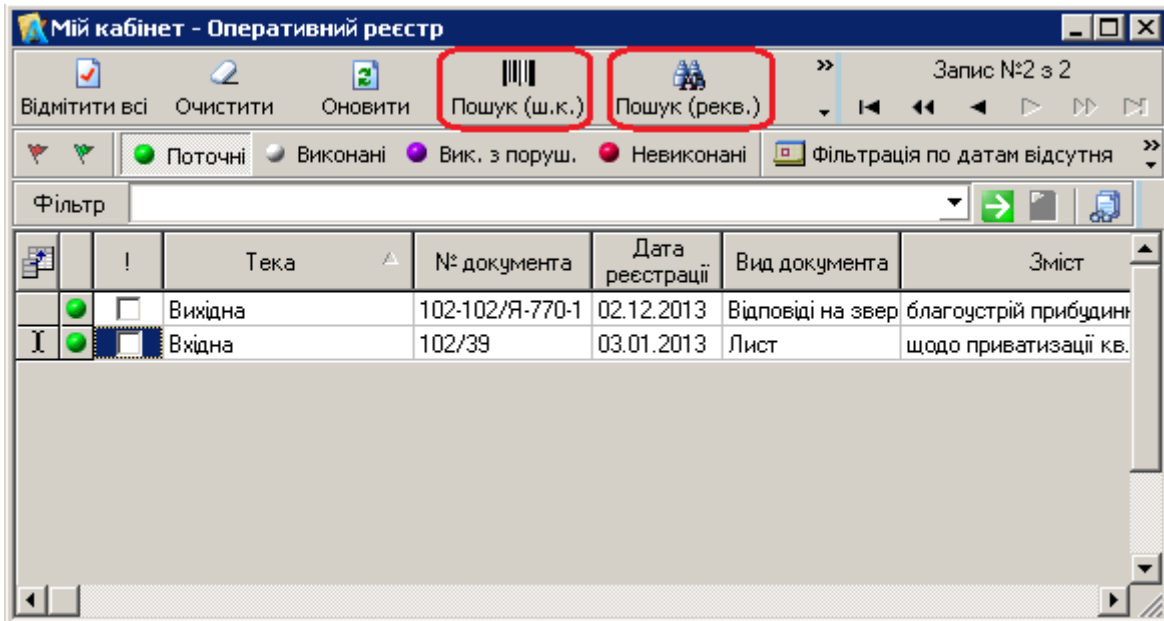 Мій кабінет - Оперативний реєстр
Відмітити всі Очистити Оновити Пошук (ш.к.) Пошук (рекв.) Запис №2 з 2
Поточні Виконані Вик. з поруш. Невиконані Фільтрація по датам відсутня
Фільтр
! Тека № документа Дата реєстрації Вид документа Зміст
Вихідна 102-102/Я-770-1 02.12.2013 Відповіді на звер благоустрій прибудин
Вхідна 102/39 03.01.2013 Лист щодо приватизації кв.